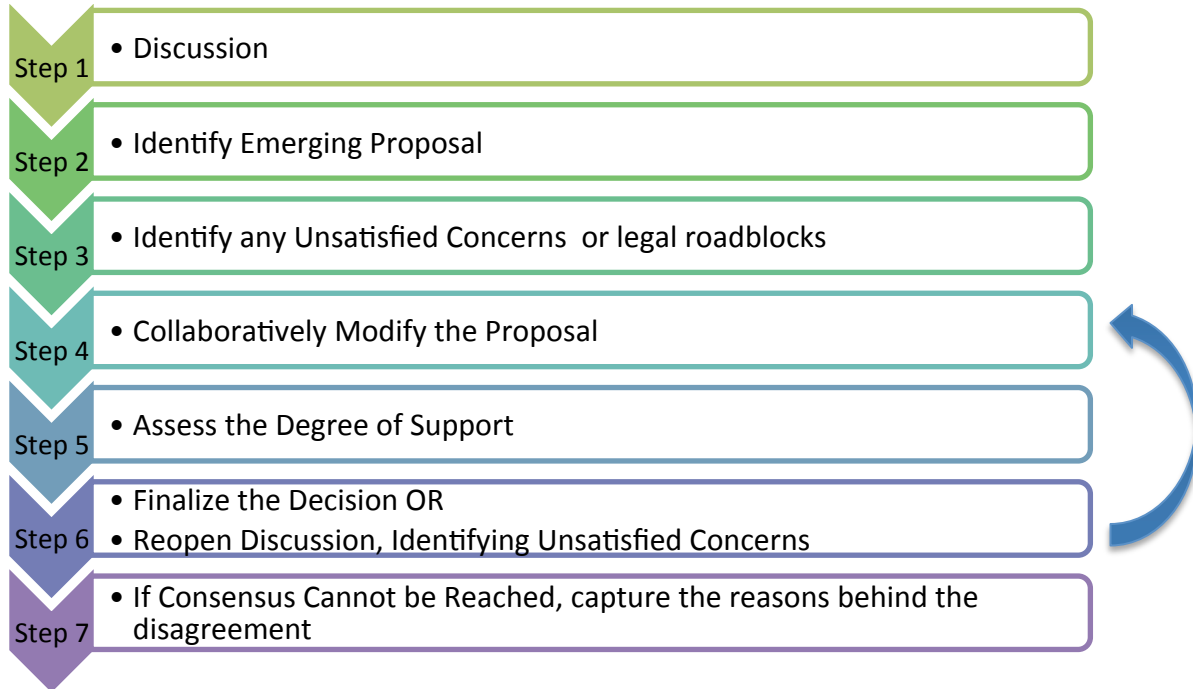 Step 1
• Discussion
Step 2
• Identify Emerging Proposal
Step 3
• Identify any Unsatisfied Concerns or legal roadblocks
Step 4
• Collaboratively Modify the Proposal
Step 5
• Assess the Degree of Support
Step 6
• Finalize the Decision OR
• Reopen Discussion, Identifying Unsatisfied Concerns
Step 7
• If Consensus Cannot be Reached, capture the reasons behind the
disagreement